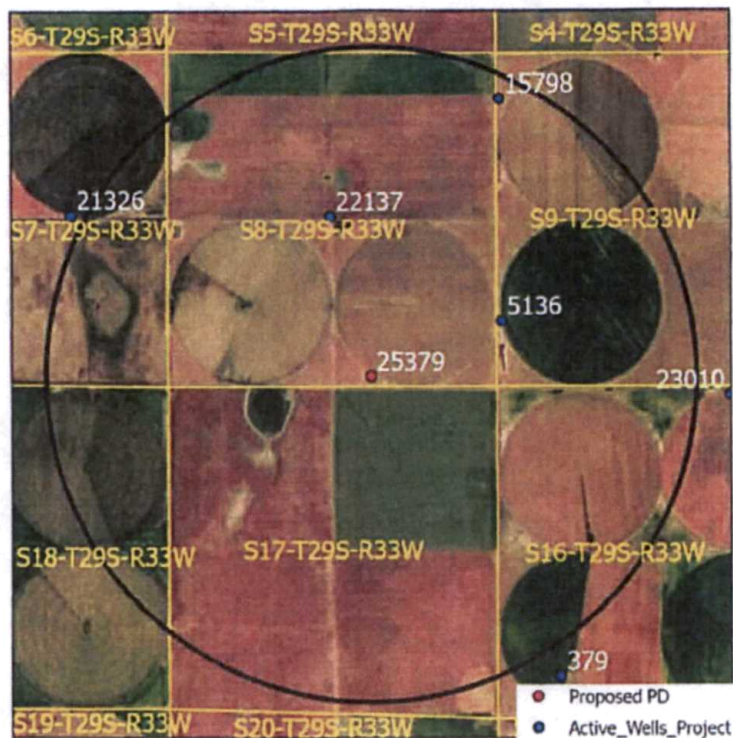 S6-T29S-R33W S5-T29S-R33W S4-T29S-R33W
15798
21326 22137
S7-T29S-R33W S8-T29S-R33W S9-T29S-R33W
5136
25379
23010
S18-T29S-R33W S17-T29S-R33W S16-T29S-R33W
379
Proposed PD
S19-T29S-R33W S20-T29S-R33W
Active_Wells_Project